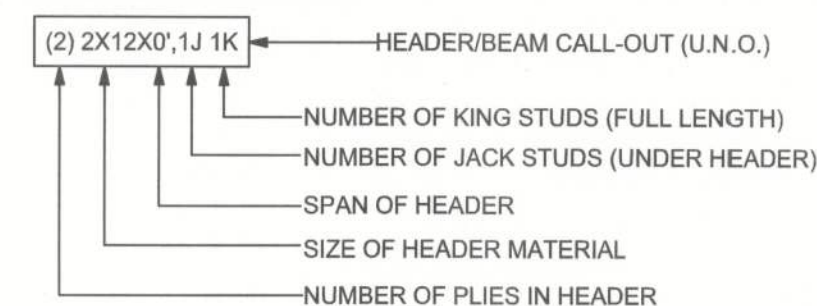 (2) 2X12X0',1J 1K
HEADER/BEAM CALL-OUT (U.N.O.)
NUMBER OF KING STUDS (FULL LENGTH)
NUMBER OF JACK STUDS (UNDER HEADER)
SPAN OF HEADER
SIZE OF HEADER MATERIAL
NUMBER OF PLIES IN HEADER